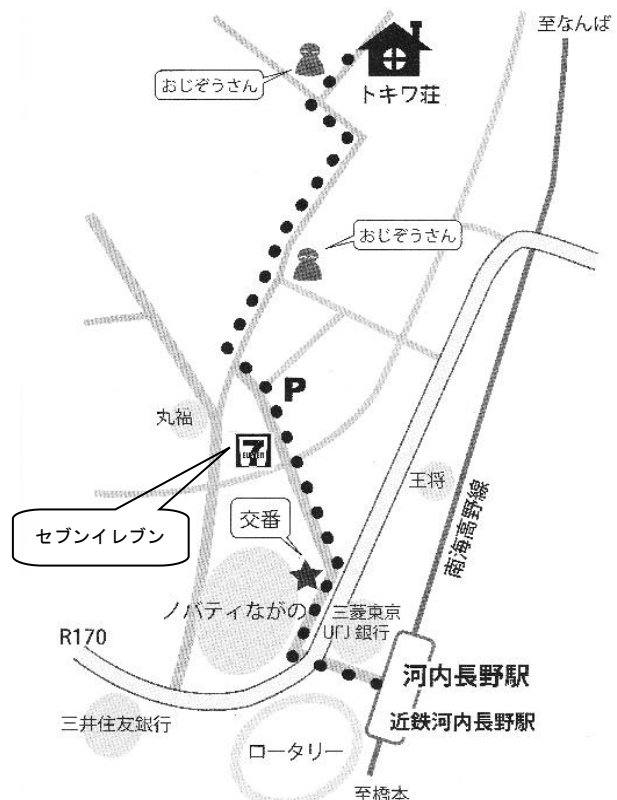 至なんば
おじぞうさん
トキワ荘
おじぞうさん
P
丸福
7
ELEVEN
王将
セブンイレブン
交番
南海高野線
ノバティながの
三菱東京
UFJ 銀行
R170
河内長野駅
三井住友銀行
近鉄河内長野駅
ロータリー
至橋本